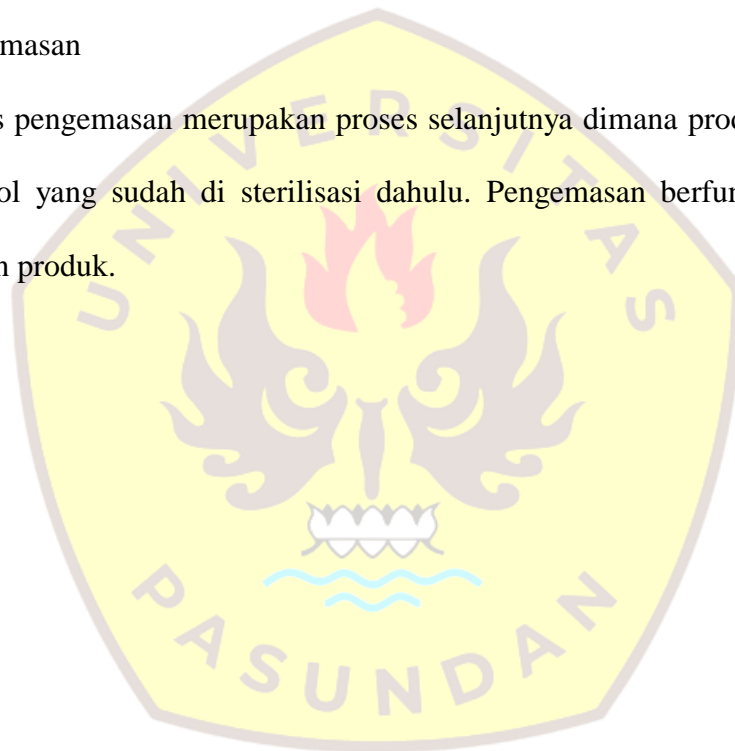 masan
s pengemasan merupakan proses selanjutnya dimana prod
ol yang sudah di sterilisasi dahulu. Pengemasan berfun
n produk.
UNIVERSITAS
PASUNDAN